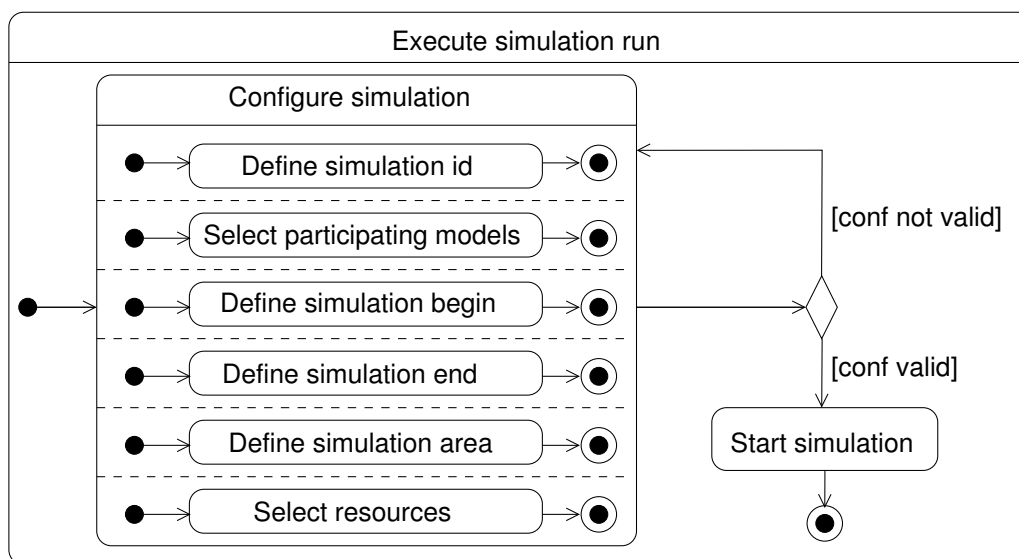 Execute simulation run
Configure simulation
Define simulation id
Select participating models
Define simulation begin
Define simulation end
Define simulation area
Select resources
[conf not valid]
[conf valid]
Start simulation